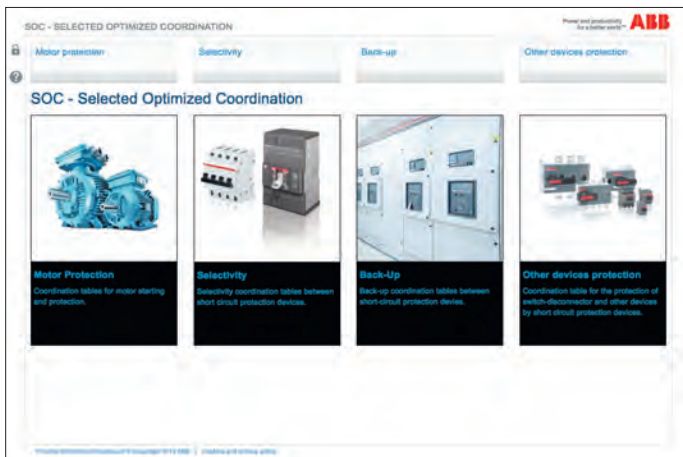 SOC - SELECTED OPTIMIZED COORDINATION
Power and productivity
for a better world™
ABB
Motor protection
Selectivity
Back-up
Other devices protection
SOC - Selected Optimized Coordination
Motor Protection
Coordination tables for motor starting
and protection.
Selectivity
Selectivity coordination tables between
short circuit protection devices.
Back-Up
Back-up coordination tables between
short-circuit protection devies.
Other devices protection
Coordination table for the protection of
switch-disconnector and other devices
by short circuit protection devices.